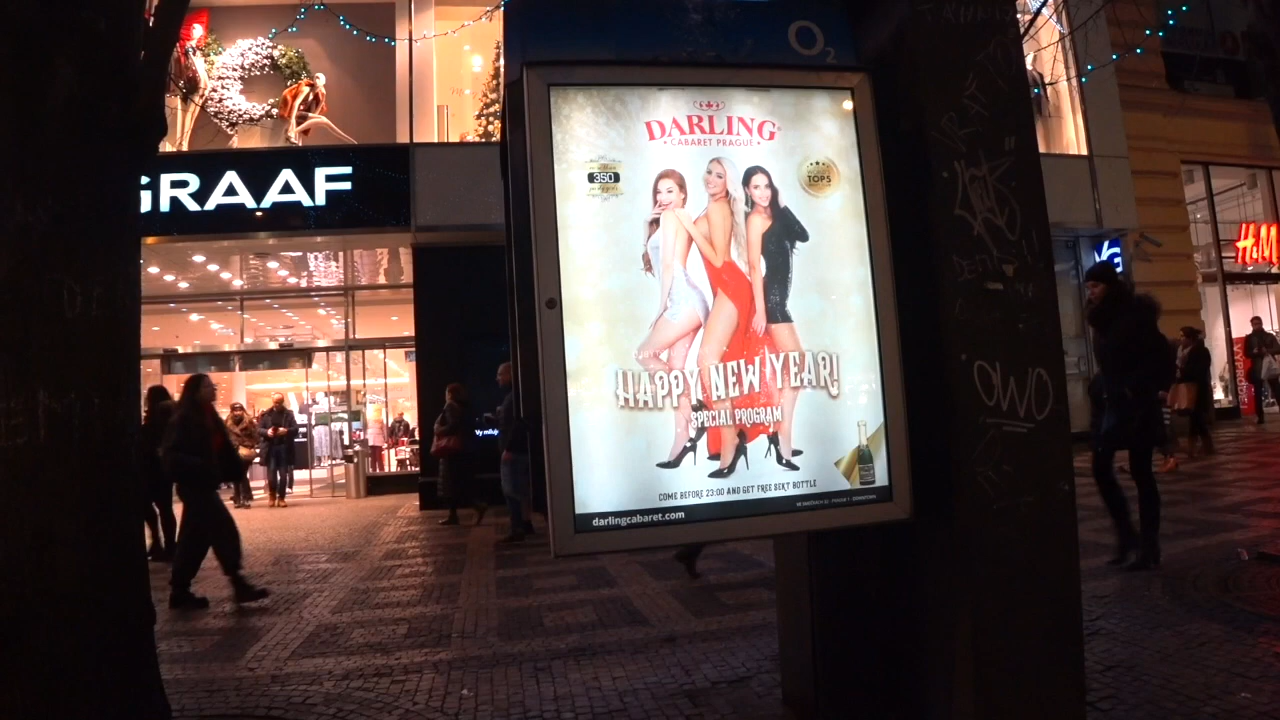 O2
GRAAF
DARLING
CABARET PRAGUE
350
TOP5
HAPPY NEW YEAR!
SPECIAL PROGRAM
COME BEFORE 23:00 AND GET FREE SEKT BOTTLE
darlingcabaret.com
H&M
OWO